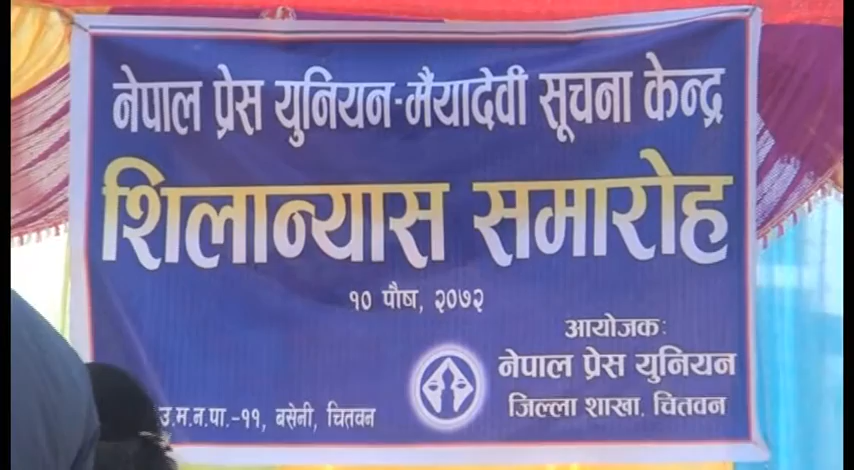 नेपाल प्रेस युनियन-मैयादेवी सूचना केन्द्र
शिलान्यास समारोह
१० पौष, २०७२
आयोजकः
नेपाल प्रेस युनियन
जिल्ला शाखा, चितवन
उ.म.न.पा.-११, बसेनी, चितवन